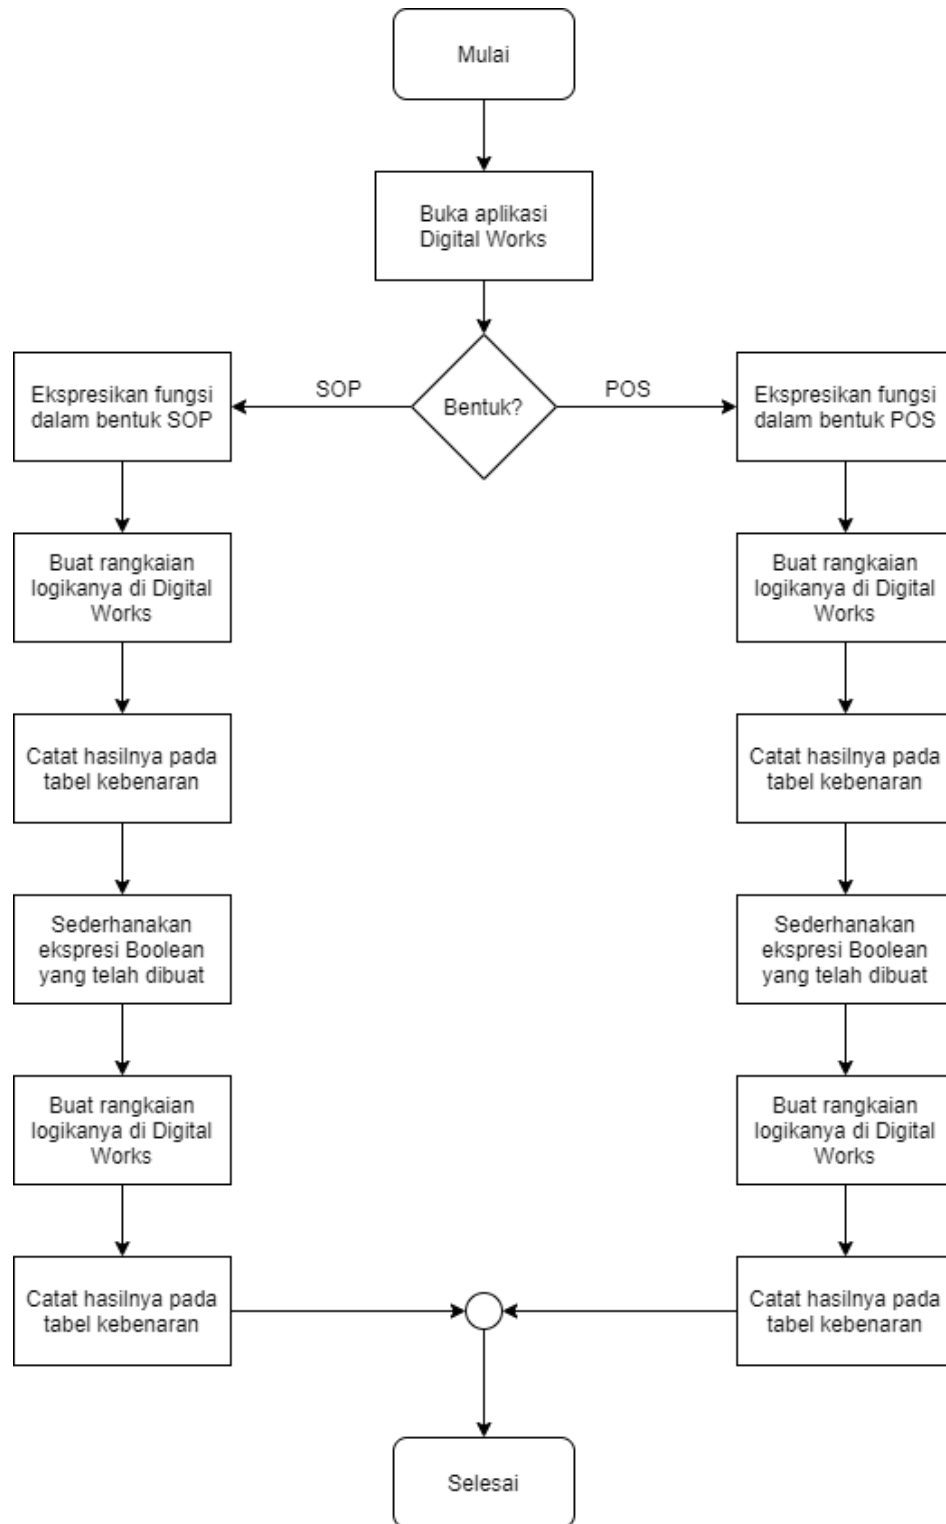 Mulai
Buka aplikasi
Digital Works
Bentuk?
SOP
POS
Ekspresikan fungsi
dalam bentuk SOP
Buat rangkaian
logikanya di Digital
Works
Catat hasilnya pada
tabel kebenaran
Sederhanakan
ekspresi Boolean
yang telah dibuat
Buat rangkaian
logikanya di Digital
Works
Catat hasilnya pada
tabel kebenaran
Ekspresikan fungsi
dalam bentuk POS
Buat rangkaian
logikanya di Digital
Works
Catat hasilnya pada
tabel kebenaran
Sederhanakan
ekspresi Boolean
yang telah dibuat
Buat rangkaian
logikanya di Digital
Works
Catat hasilnya pada
tabel kebenaran
Selesai